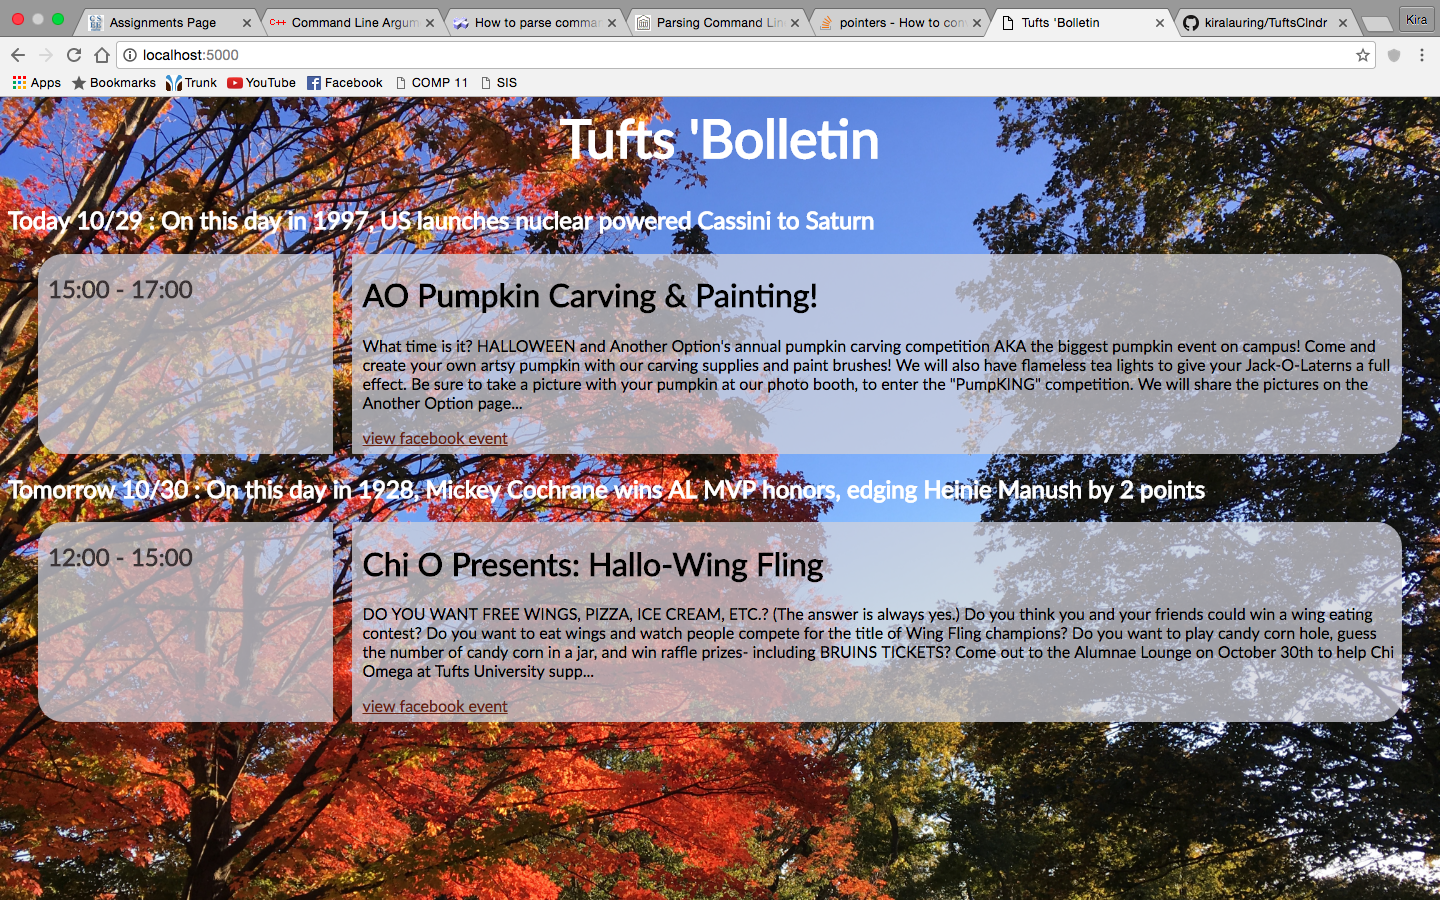 Assignments Page
Command Line Argum
How to parse comma
Parsing Command Lin
pointers - How to con
Tufts 'Bolletin
kiralauring/TuftsClndr
Kira
localhost:5000
Apps
Bookmarks
Trunk
YouTube
Facebook
COMP 11
SIS
Tufts 'Bolletin
Today 10/29 : On this day in 1997, US launches nuclear powered Cassini to Saturn
15:00 - 17:00
AO Pumpkin Carving & Painting!
What time is it? HALLOWEEN and Another Option's annual pumpkin carving competition AKA the biggest pumpkin event on campus! Come and
create your own artsy pumpkin with our carving supplies and paint brushes! We will also have flameless tea lights to give your Jack-O-Laterns a full
effect. Be sure to take a picture with your pumpkin at our photo booth, to enter the "PumpKING" competition. We will share the pictures on the
Another Option page...
view facebook event
Tomorrow 10/30 : On this day in 1928, Mickey Cochrane wins AL MVP honors, edging Heinie Manush by 2 points
12:00 - 15:00
Chi O Presents: Hallo-Wing Fling
DO YOU WANT FREE WINGS, PIZZA, ICE CREAM, ETC.? (The answer is always yes.) Do you think you and your friends could win a wing eating
contest? Do you want to eat wings and watch people compete for the title of Wing Fling champions? Do you want to play candy corn hole, guess
the number of candy corn in a jar, and win raffle prizes- including BRUINS TICKETS? Come out to the Alumnae Lounge on October 30th to help Chi
Omega at Tufts University supp...
view facebook event